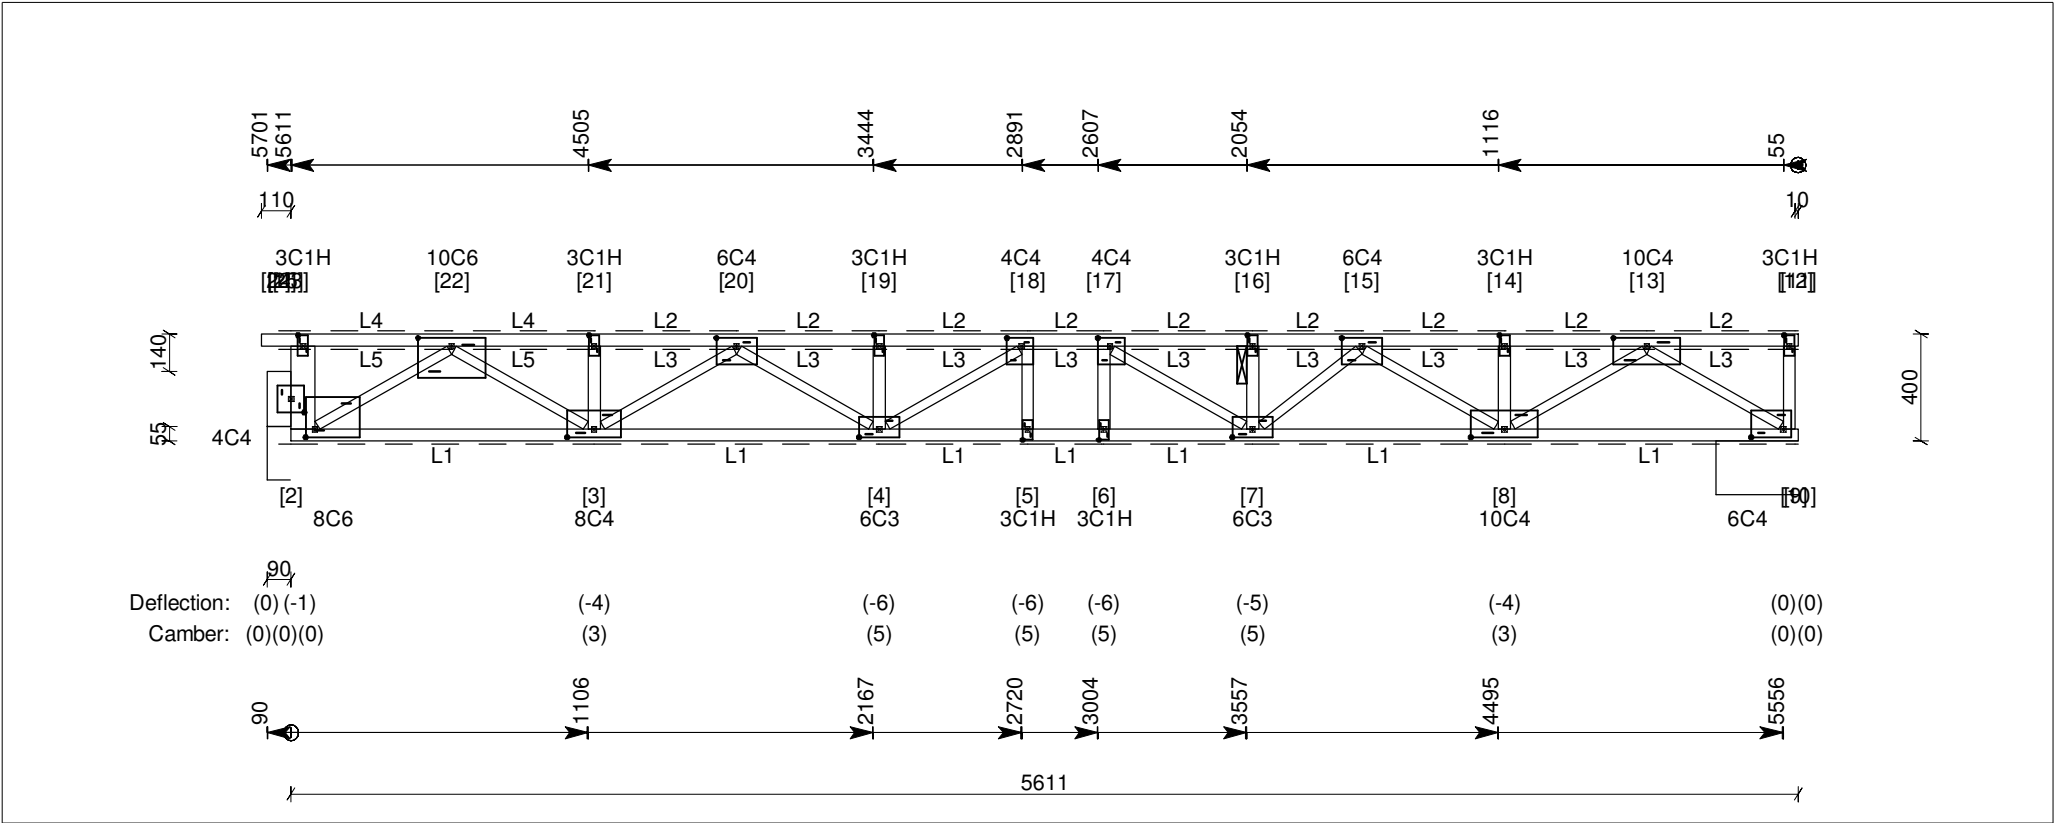 5701 5611 4505 3444 2891 2607 2054 1116 55
110 10
3C1H 10C6 3C1H 6C4 3C1H 4C4 4C4 3C1H 6C4 3C1H 10C4 3C1H
[22] [21] [20] [19] [18] [17] [16] [15] [14] [13]
L4 L4 L2 L2 L2 L2 L2 L2 L2 L2 L2
140 L5 L5 L3 L3 L3 L3 L3 L3 L3 L3 L3
400
55 4C4
L1 L1 L1 L1 L1 L1 L1
[2] [3] [4] [5] [6] [7] [8]
8C6 8C4 6C3 3C1H 3C1H 6C3 10C4 6C4
90
Deflection: (0) (-1) (-4) (-6) (-6) (-6) (-5) (-4) (0)(0)
Camber: (0)(0)(0) (3) (5) (5) (5) (5) (3) (0)(0)
90 1106 2167 2720 3004 3557 4495 5556
5611